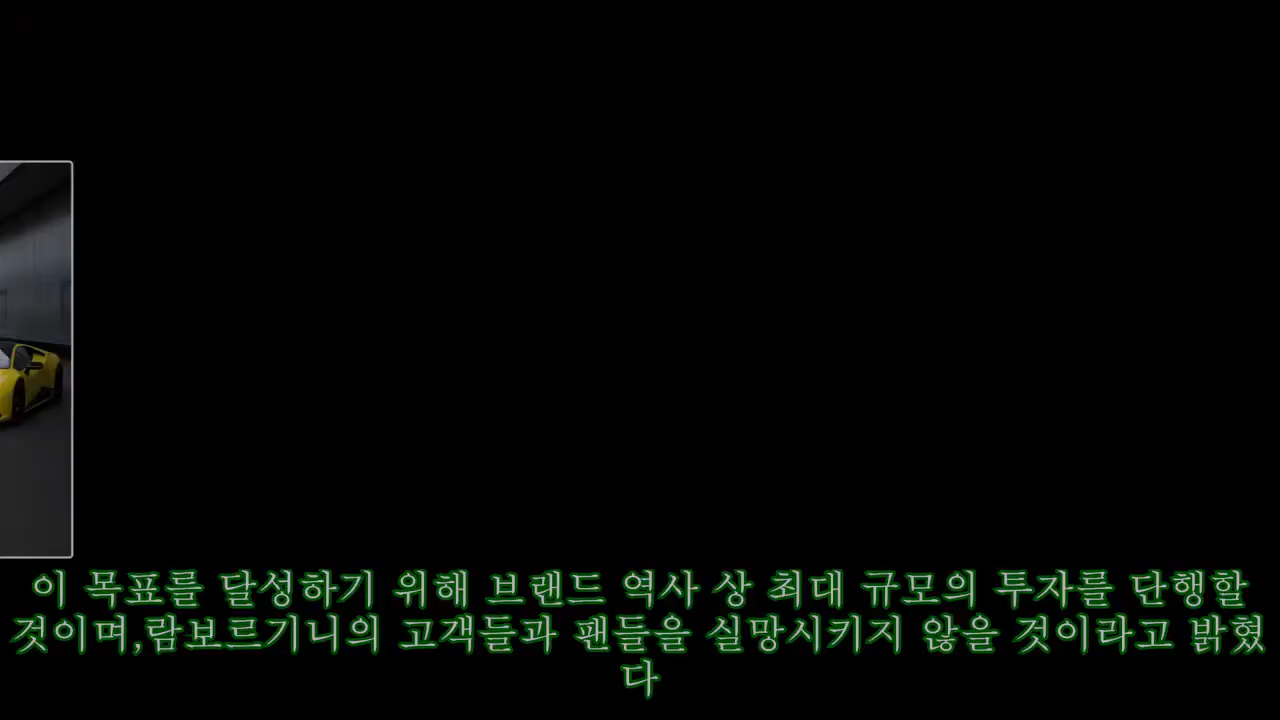 이 목표를 달성하기 위해 브랜드 역사 상 최대 규모의 투자를 단행할
것이며,람보르기니의 고객들과 팬들을 실망시키지 않을 것이라고 밝혔
다